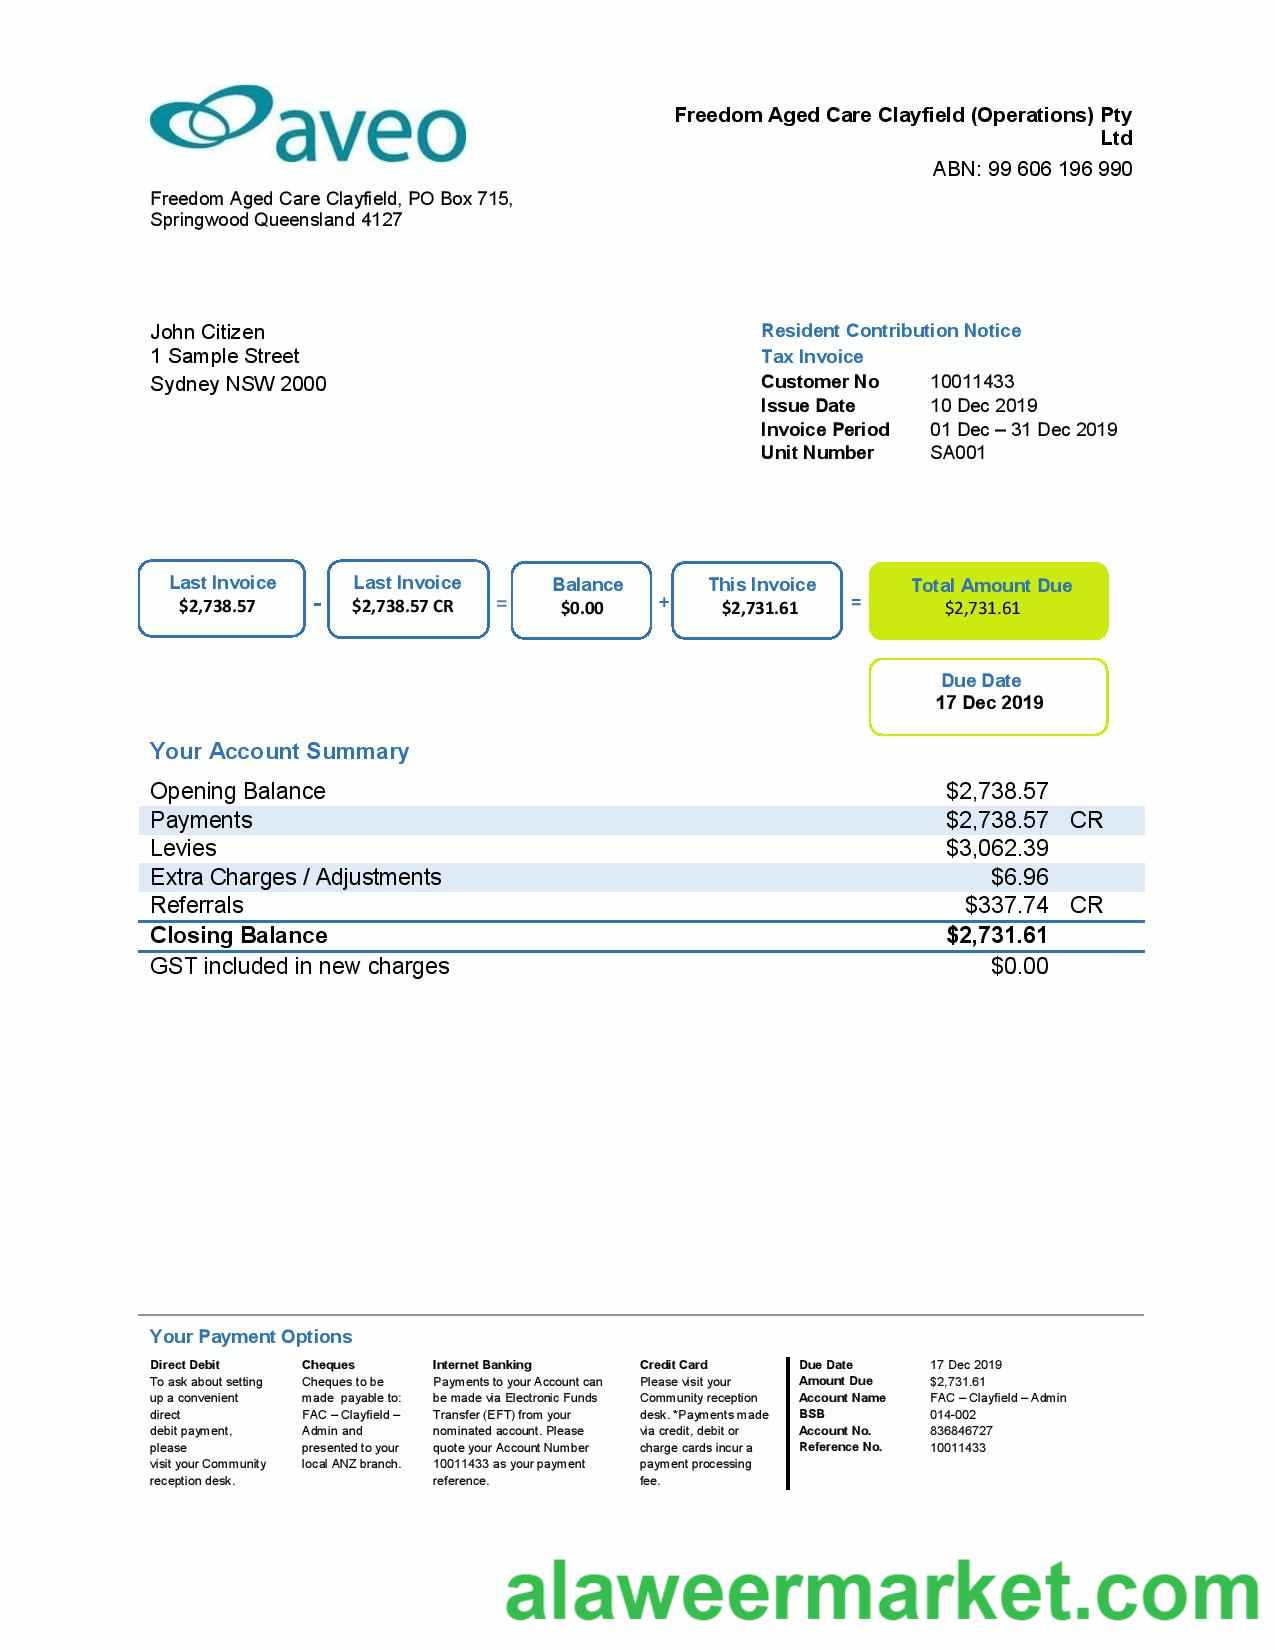 aveo
Freedom Aged Care Clayfield (Operations) Pty
Ltd
ABN: 99 606 196 990
Freedom Aged Care Clayfield, PO Box 715,
Springwood Queensland 4127
John Citizen
1 Sample Street
Sydney NSW 2000
Resident Contribution Notice
Tax Invoice
Customer No 10011433
Issue Date 10 Dec 2019
Invoice Period 01 Dec – 31 Dec 2019
Unit Number SA001
Last Invoice
$2,738.57
-
Last Invoice
$2,738.57 CR
=
Balance
$0.00
+
This Invoice
$2,731.61
=
Total Amount Due
$2,731.61
Due Date
17 Dec 2019
Your Account Summary
Opening Balance $2,738.57
Payments $2,738.57 CR
Levies $3,062.39
Extra Charges / Adjustments $6.96
Referrals $337.74 CR
Closing Balance $2,731.61
GST included in new charges $0.00
Your Payment Options
Direct Debit
To ask about setting
up a convenient
direct
debit payment,
please
visit your Community
reception desk.
Cheques
Cheques to be
made payable to:
FAC – Clayfield –
Admin and
presented to your
local ANZ branch.
Internet Banking
Payments to your Account can
be made via Electronic Funds
Transfer (EFT) from your
nominated account. Please
quote your Account Number
10011433 as your payment
reference.
Credit Card
Please visit your
Community reception
desk. *Payments made
via credit, debit or
charge cards incur a
payment processing
fee.
Due Date 17 Dec 2019
Amount Due $2,731.61
Account Name FAC – Clayfield – Admin
BSB 014-002
Account No. 836846727
Reference No. 10011433
alaweermarket.com